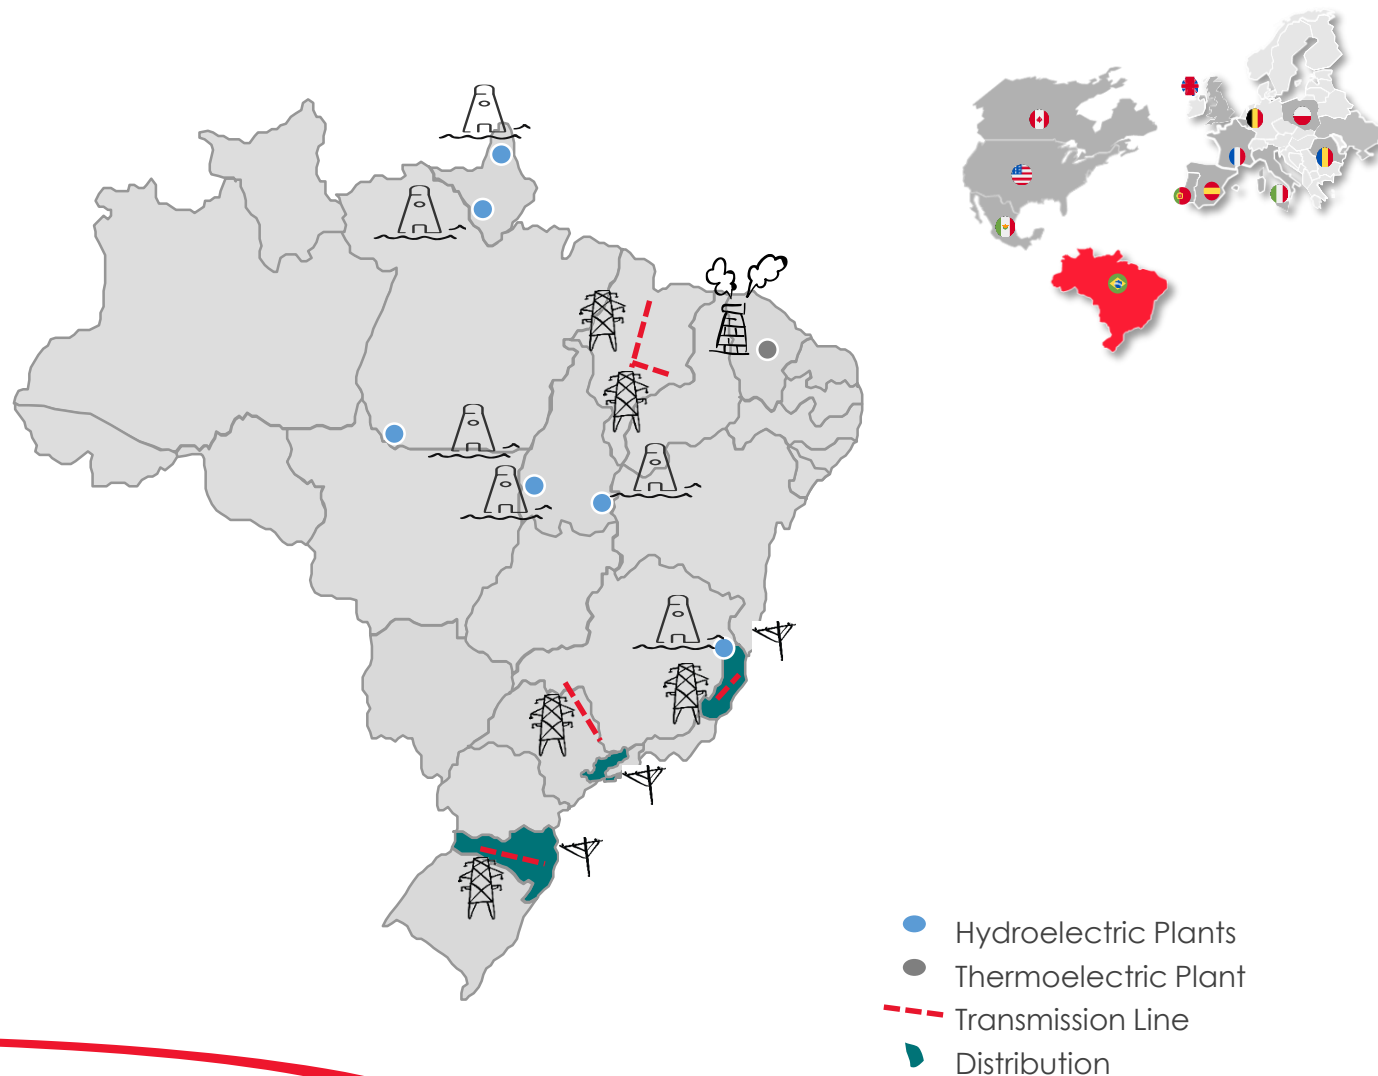 Hydroelectric Plants
Thermoelectric Plant
Transmission Line
Distribution